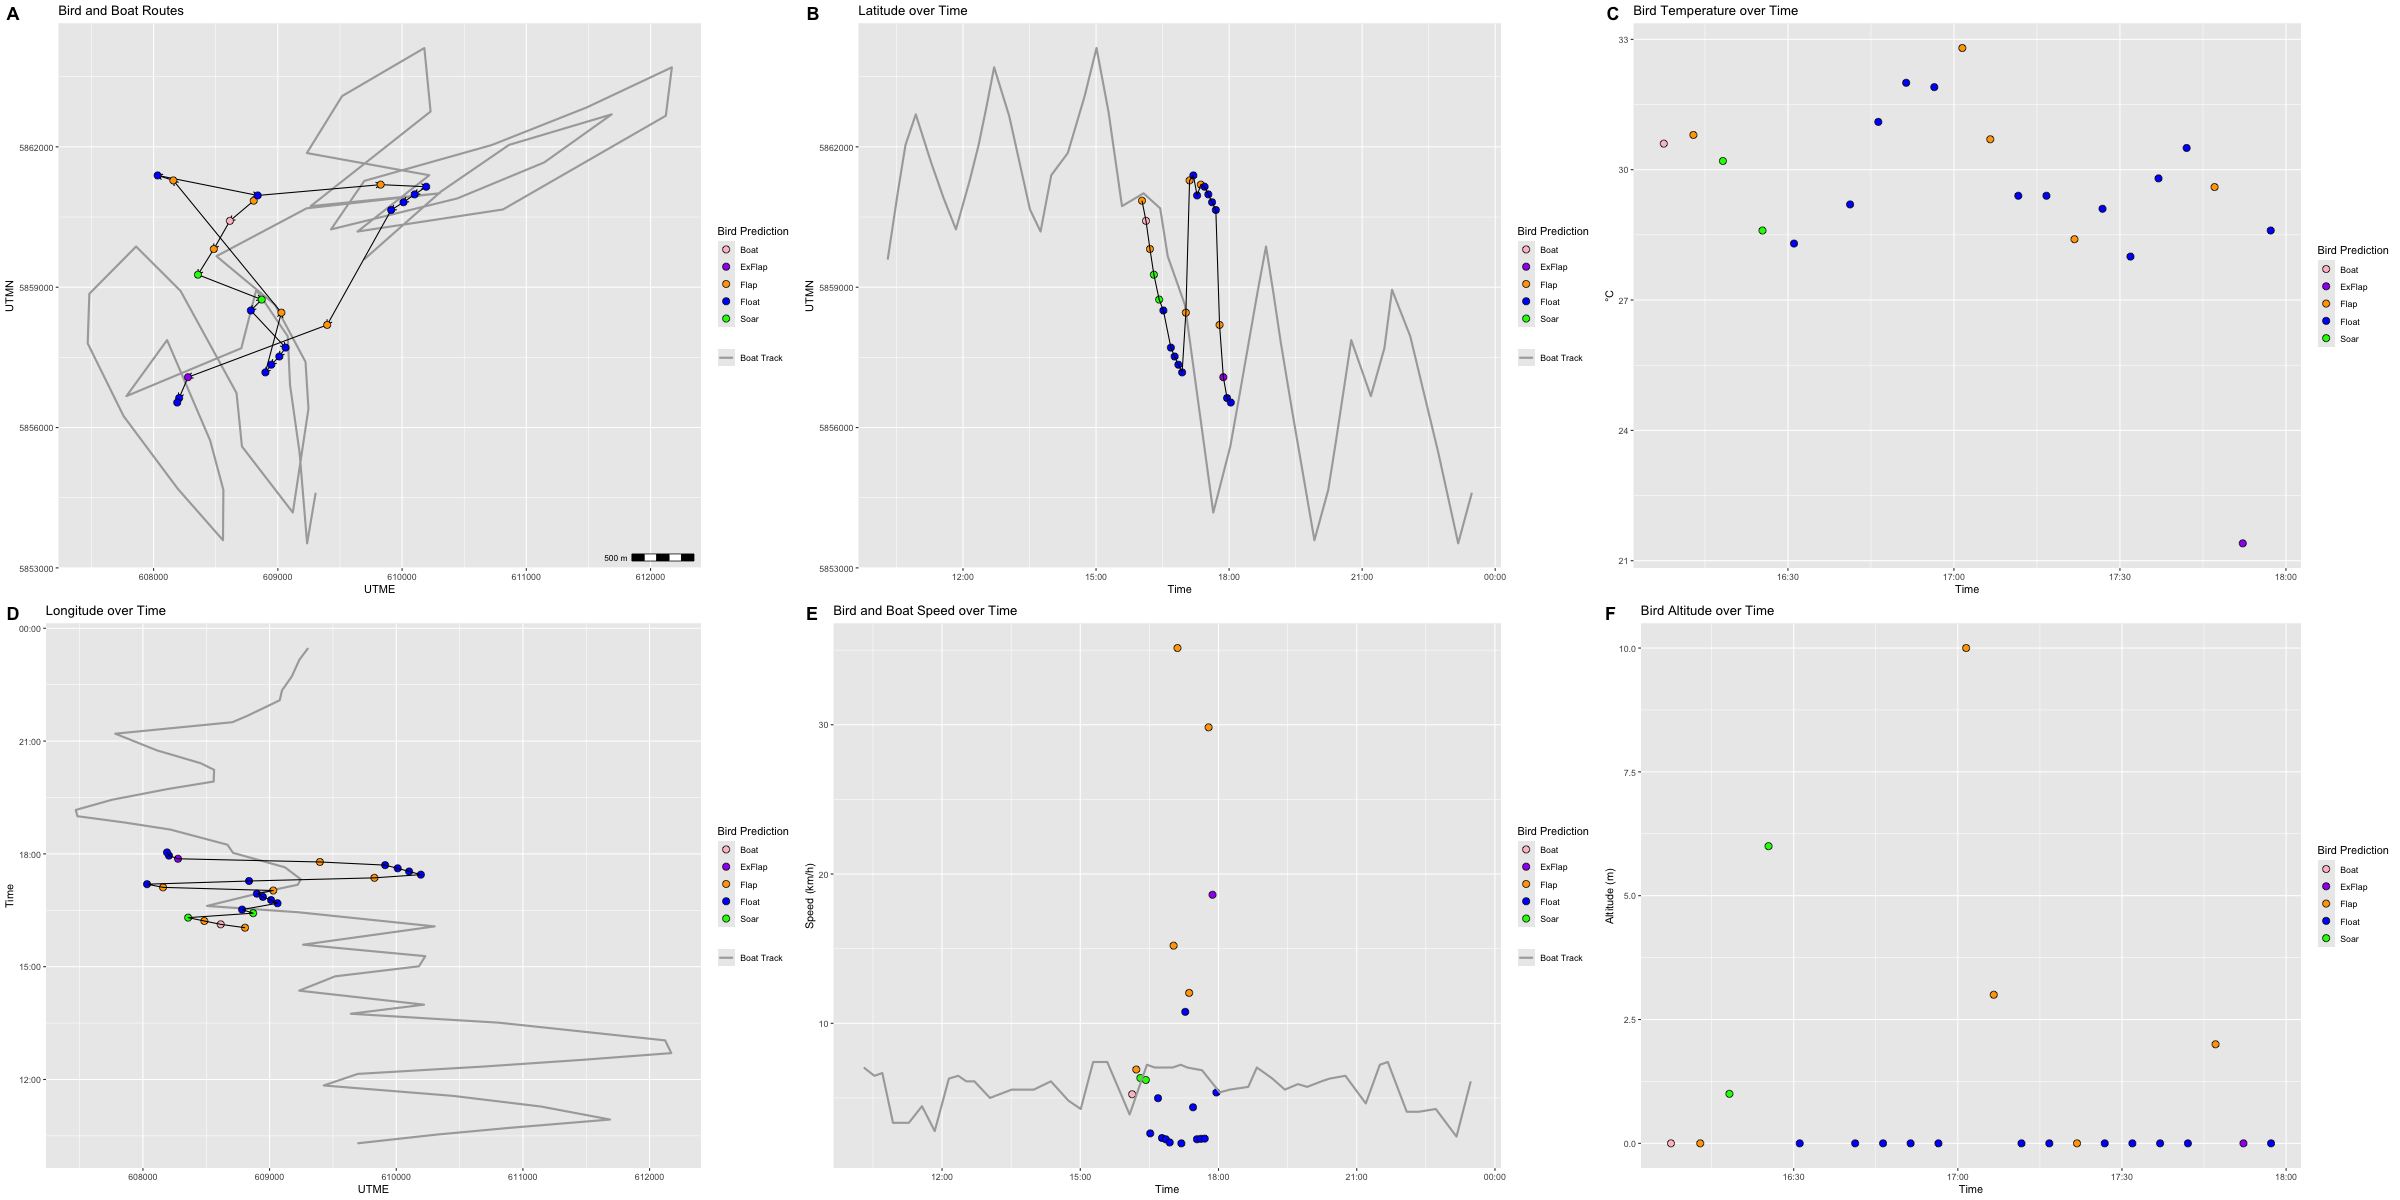 A Bird and Boat Routes
UTMN
5862000
5859000
5856000
5853000
608000 609000 610000 611000 612000
UTME
500 m
Bird Prediction
Boat
ExFlap
Flap
Float
Soar
Boat Track
B Latitude over Time
UTMN
5862000
5859000
5856000
5853000
12:00 15:00 18:00 21:00 00:00
Time
Bird Prediction
Boat
ExFlap
Flap
Float
Soar
Boat Track
C Bird Temperature over Time
°C
33
30
27
24
21
16:30 17:00 17:30 18:00
Time
Bird Prediction
Boat
ExFlap
Flap
Float
Soar
D Longitude over Time
Time
00:00
21:00
18:00
15:00
12:00
608000 609000 610000 611000 612000
UTME
Bird Prediction
Boat
ExFlap
Flap
Float
Soar
Boat Track
E Bird and Boat Speed over Time
Speed (km/h)
30
20
10
12:00 15:00 18:00 21:00 00:00
Time
Bird Prediction
Boat
ExFlap
Flap
Float
Soar
Boat Track
F Bird Altitude over Time
Altitude (m)
10.0
7.5
5.0
2.5
0.0
16:30 17:00 17:30 18:00
Time
Bird Prediction
Boat
ExFlap
Flap
Float
Soar